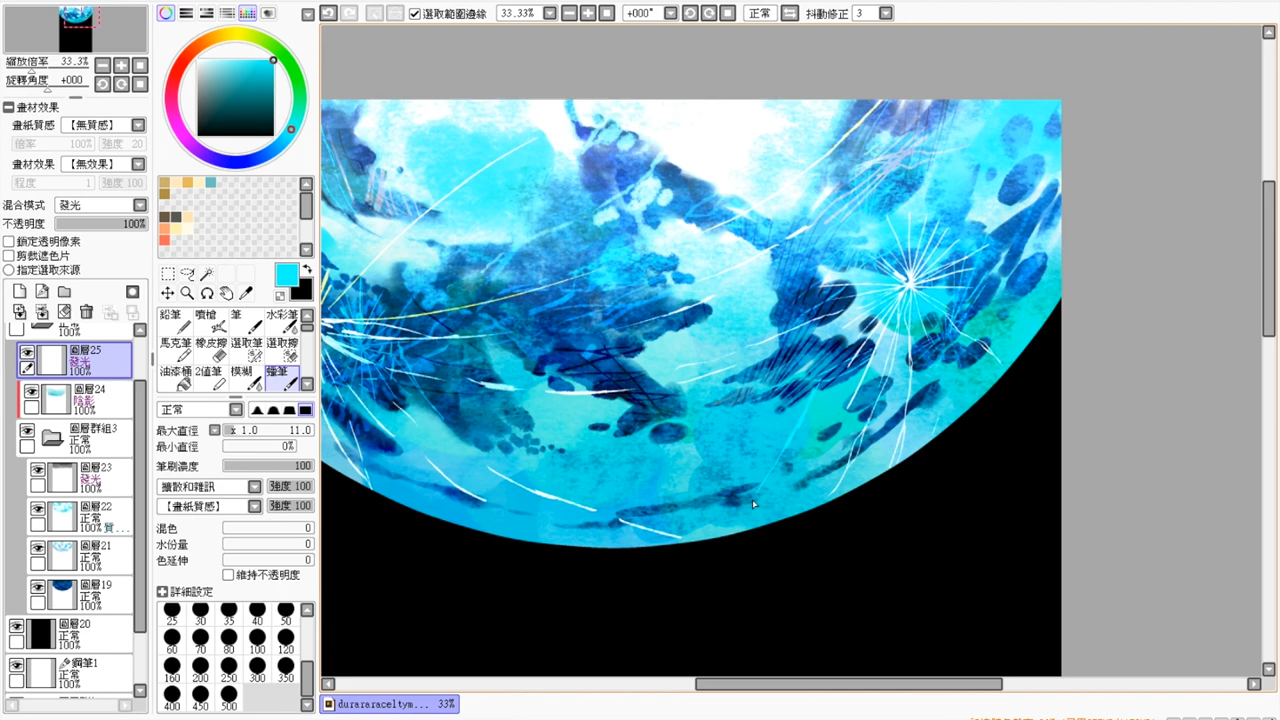 選取範圍邊緣 33.33% +000° 正常 抖動修正 3
縮放倍率 33.3%
旋轉角度 +000
畫材效果
畫紙質感 【無質感】
倍率 100% 強度 20
畫材效果 【無效果】
程度 1 強度 100
混合模式 發光
不透明度 100%
鎖定透明像素
剪裁遮色片
指定選取來源
100%
圖層25
發光
100%
圖層24
陰影
100%
圖層群組3
正常
100%
圖層23
發光
100%
圖層22
正常
100% 質...
圖層21
正常
100%
圖層19
正常
100%
圖層20
正常
100%
鋼筆1
正常
100%
鉛筆 噴槍 筆 水彩筆
馬克筆 橡皮擦 選取筆 選取擦
油漆桶 2值筆 模糊 蠟筆
正常
最大直徑 x 1.0 11.0
最小直徑 0%
筆刷濃度 100
擴散和雜訊 強度 100
【畫紙質感】 強度 100
混色 0
水份量 0
色延伸 0
維持不透明度
詳細設定
25 30 35 40 50
60 70 80 100 120
160 200 250 300 350
400 450 500
durararaceltym... 33%